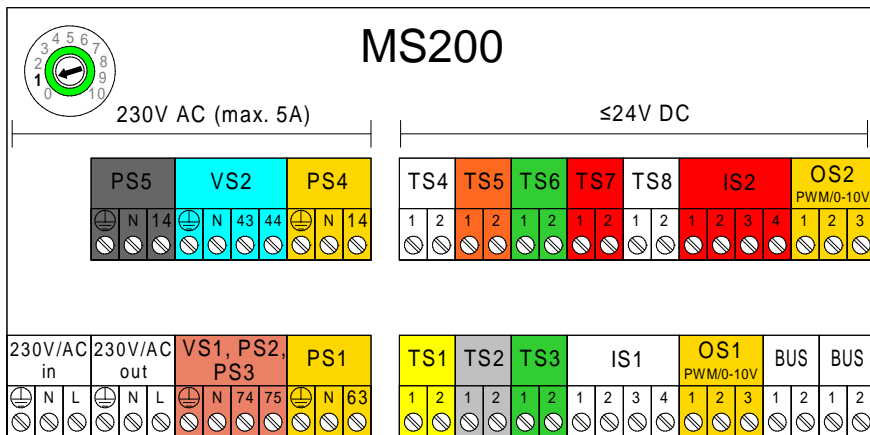 MS200
0 1 2 3 4 5 6 7 8 9 10
230V AC (max. 5A)
≤24V DC
PS5 VS2 PS4 TS4 TS5 TS6 TS7 TS8 IS2 OS2
PWM/0-10V
N 14 N 43 44 N 14 1 2 1 2 1 2 1 2 1 2 1 2 3 4 1 2 3
230V/AC in
230V/AC out
VS1, PS2, PS3
PS1 TS1 TS2 TS3 IS1 OS1
PWM/0-10V
BUS BUS
N L N L N 74 75 N 63 1 2 1 2 1 2 1 2 3 4 1 2 3 1 2 1 2